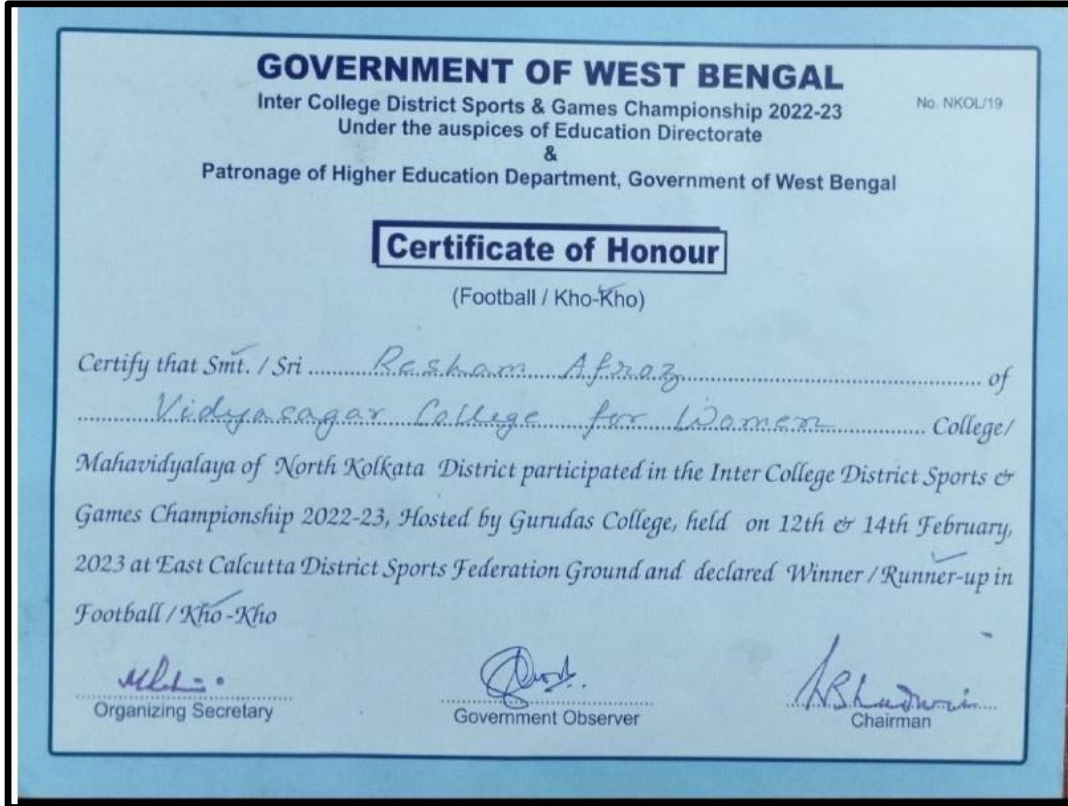 GOVERNMENT OF WEST BENGAL
Inter College District Sports & Games Championship 2022-23
No. NKOL/19
Under the auspices of Education Directorate
&
Patronage of Higher Education Department, Government of West Bengal
Certificate of Honour
(Football / Kho-Kho)
Certify that Smt. / Sri Resham Afraz of
Vidyasagar College for Women College/
Mahavidyalaya of North Kolkata District participated in the Inter College District Sports &
Games Championship 2022-23, Hosted by Gurudas College, held on 12th & 14th February,
2023 at East Calcutta District Sports Federation Ground and declared Winner / Runner-up in
Football / Kho-Kho
Organizing Secretary
Government Observer
Chairman